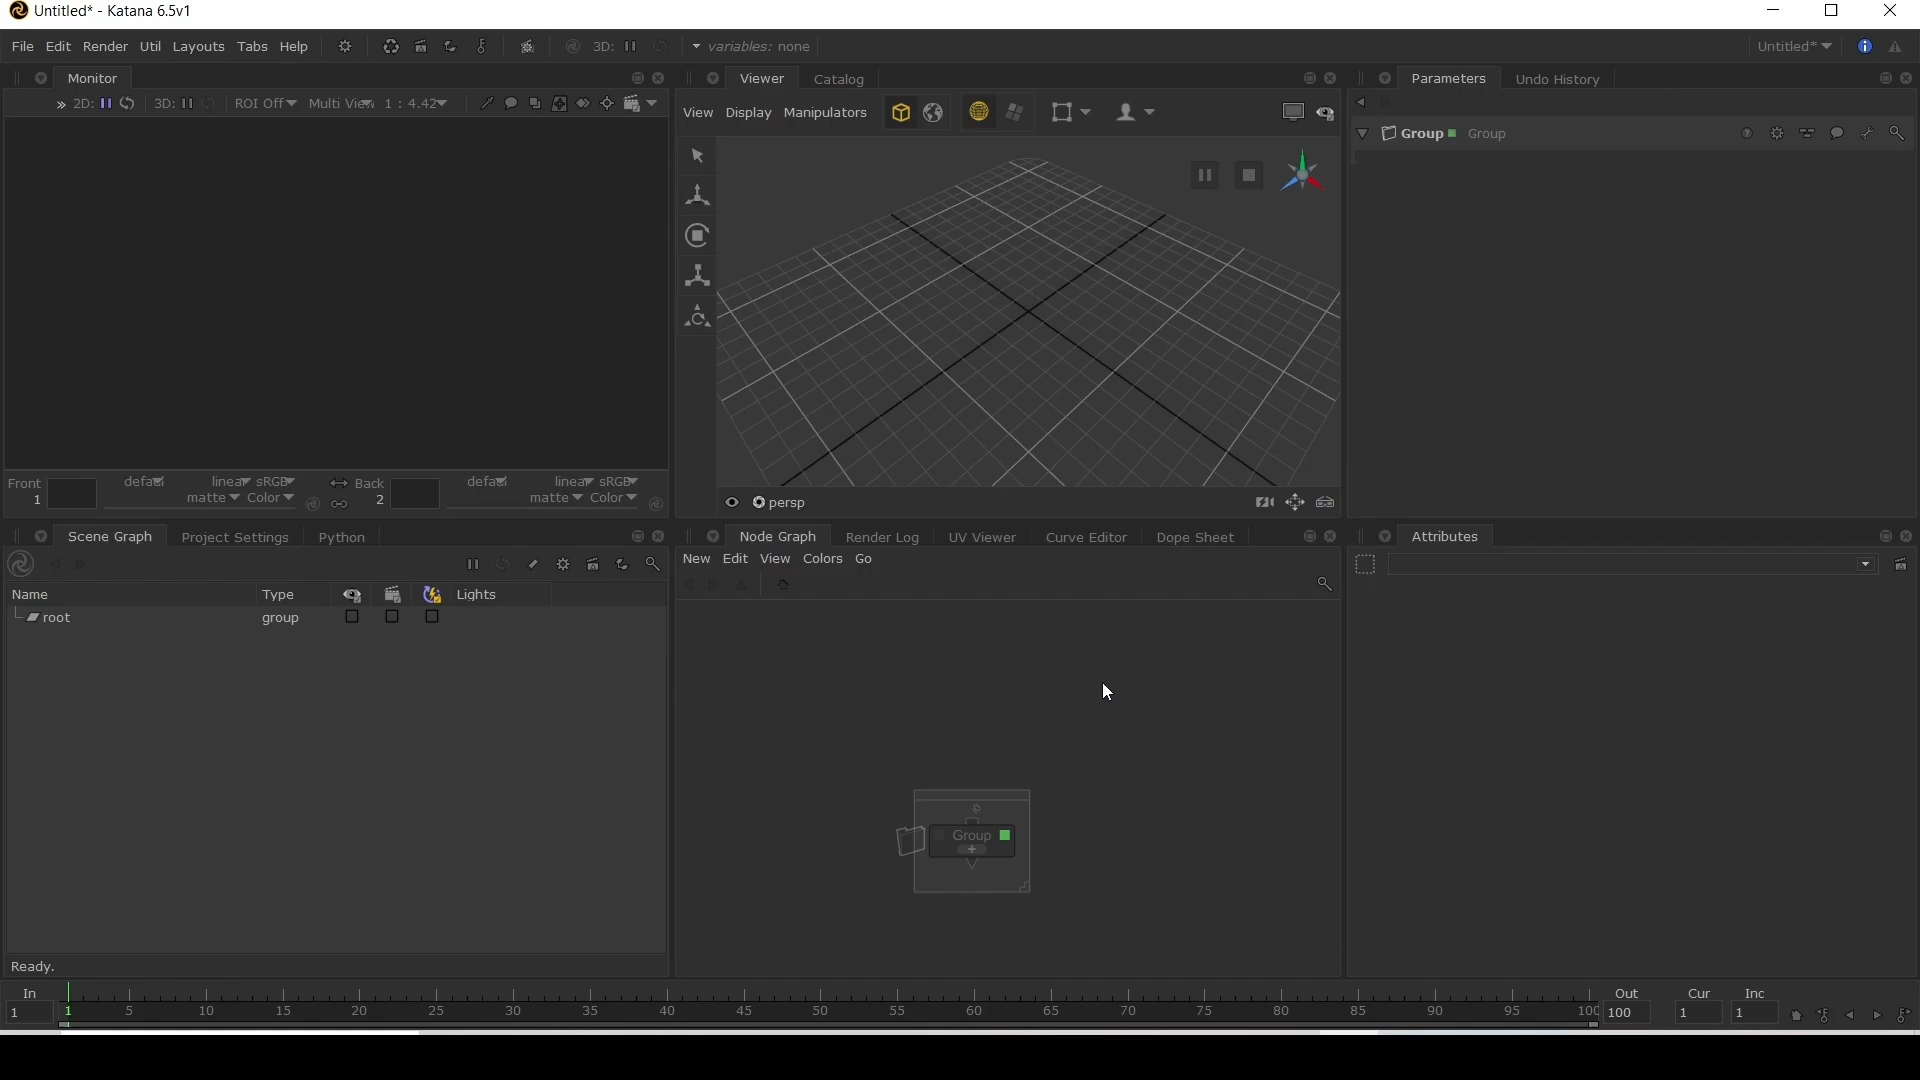 Untitled* - Katana 6.5v1
File Edit Render Util Layouts Tabs Help 3D: variables: none Untitled*
Monitor
» 2D: 3D: ROI Off Multi View 1 : 4.42
Front 1 defau linear sRGB matte Color Back 2 defau linear sRGB matte Color
Viewer Catalog
View Display Manipulators
persp
Parameters Undo History
Group Group
Scene Graph Project Settings Python
Name Type Lights
root group
Ready.
Node Graph Render Log UV Viewer Curve Editor Dope Sheet
New Edit View Colors Go
Group
+
Attributes
In Out Cur Inc
1 1 5 10 15 20 25 30 35 40 45 50 55 60 65 70 75 80 85 90 95 100 100 1 1